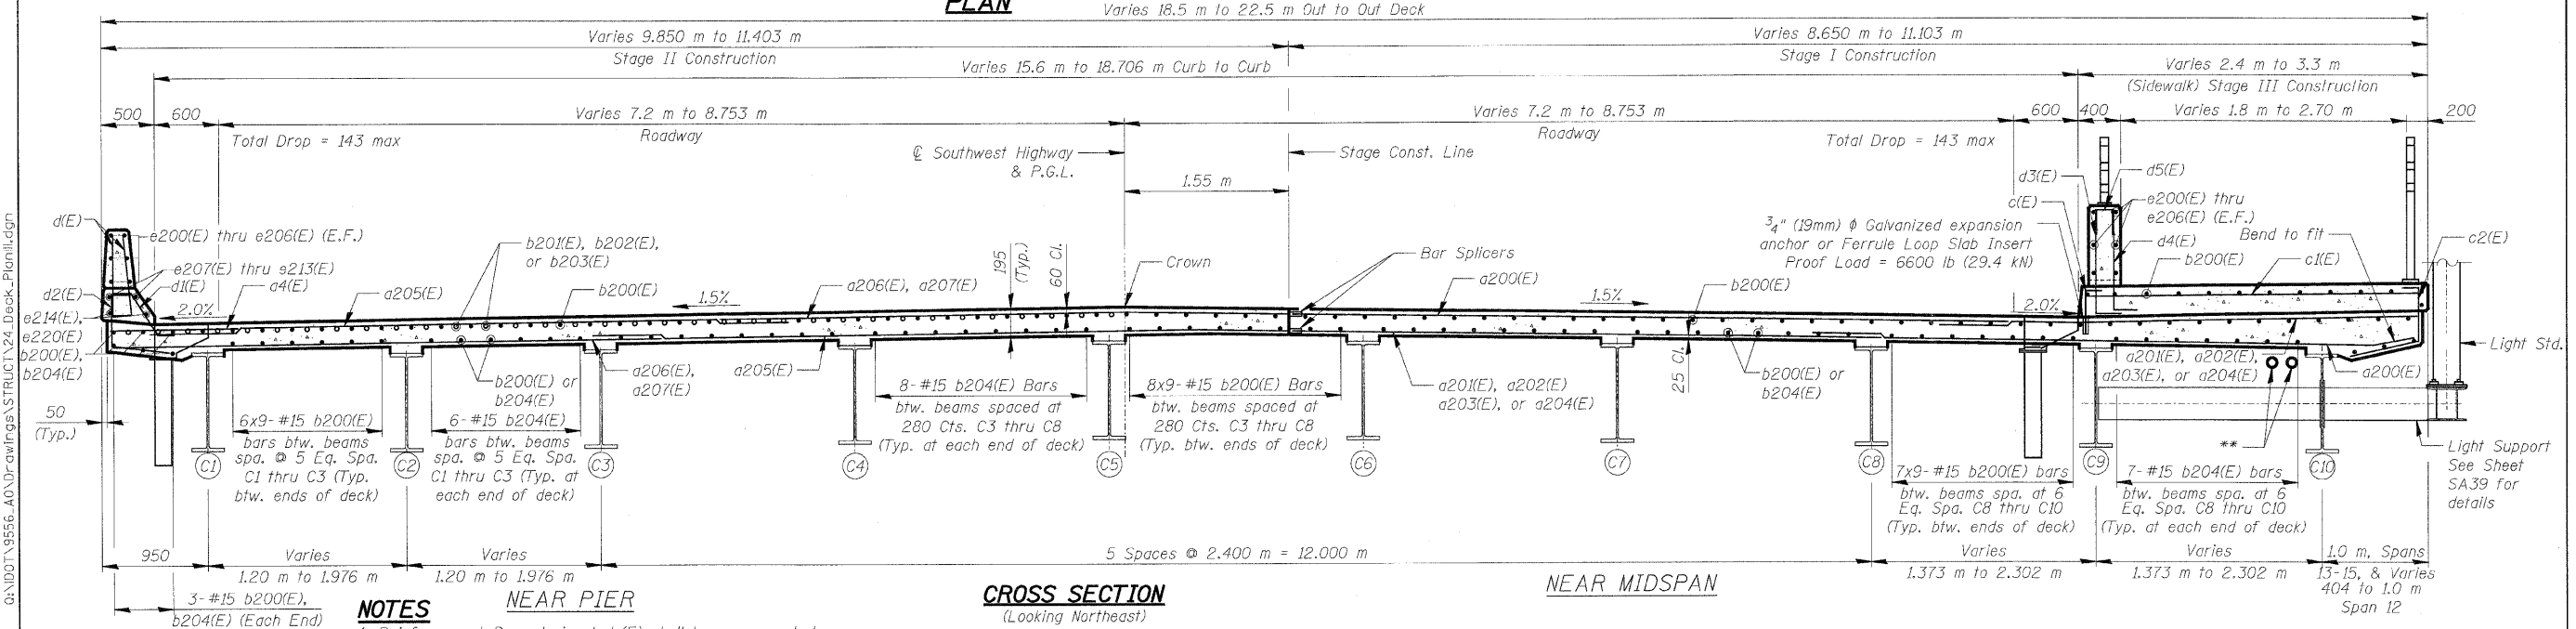 PLAN
Varies 18.5 m to 22.5 m Out to Out Deck
Varies 9.850 m to 11.403 m
Stage II Construction
Varies 8.650 m to 11.103 m
Stage I Construction
Varies 15.6 m to 18.706 m Curb to Curb
Varies 2.4 m to 3.3 m
(Sidewalk) Stage III Construction
500
600
Varies 7.2 m to 8.753 m
Roadway
Varies 7.2 m to 8.753 m
Roadway
600
400
Varies 1.8 m to 2.70 m
200
Total Drop = 143 max
℄ Southwest Highway
& P.G.L.
Stage Const. Line
Total Drop = 143 max
1.55 m
d(E)
e200(E) thru e206(E) (E.F.)
e207(E) thru e213(E)
d1(E)
a4(E)
d2(E)
e214(E),
e220(E)
b200(E),
b204(E)
2.0%
a205(E)
b201(E), b202(E),
or b203(E)
b200(E)
1.5%
a206(E), a207(E)
195
(Typ.)
60 Cl.
Crown
Bar Splicers
a200(E)
1.5%
b200(E)
3/4" (19mm) ϕ Galvanized expansion
anchor or Ferrule Loop Slab Insert
Proof Load = 6600 lb (29.4 kN)
2.0%
d3(E)
c(E)
d5(E)
e200(E) thru
e206(E) (E.F.)
d4(E)
Bend to fit
b200(E)
c1(E)
c2(E)
Light Std.
a200(E)
a201(E), a202(E),
a203(E), or a204(E)
**
Light Support
See Sheet
SA39 for
details
50
(Typ.)
b200(E) or
b204(E)
a206(E),
a207(E)
a205(E)
a201(E), a202(E)
a203(E), or a204(E)
25 Cl.
b200(E) or
b204(E)
6x9-#15 b200(E)
bars btw. beams
spa. @ 5 Eq. Spa.
C1 thru C3 (Typ.
btw. ends of deck)
6-#15 b204(E)
bars btw. beams
spa. @ 5 Eq. Spa.
C1 thru C3 (Typ. at
each end of deck)
8-#15 b204(E) Bars
btw. beams spaced at
280 Cts. C3 thru C8
(Typ. at each end of deck)
8x9-#15 b200(E) Bars
btw. beams spaced at
280 Cts. C3 thru C8
(Typ. btw. ends of deck)
7x9-#15 b200(E) bars
btw. beams spa. at 6
Eq. Spa. C8 thru C10
(Typ. btw. ends of deck)
7-#15 b204(E) bars
btw. beams spa. at 6
Eq. Spa. C8 thru C10
(Typ. at each end of deck)
C1
C2
C3
C4
C5
C6
C7
C8
C9
C10
950
Varies
1.20 m to 1.976 m
Varies
1.20 m to 1.976 m
5 Spaces @ 2.400 m = 12.000 m
Varies
1.373 m to 2.302 m
Varies
1.373 m to 2.302 m
1.0 m, Spans
13-15, & Varies
404 to 1.0 m
Span 12
3-#15 b200(E),
b204(E) (Each End)
NOTES
NEAR PIER
CROSS SECTION
(Looking Northeast)
NEAR MIDSPAN